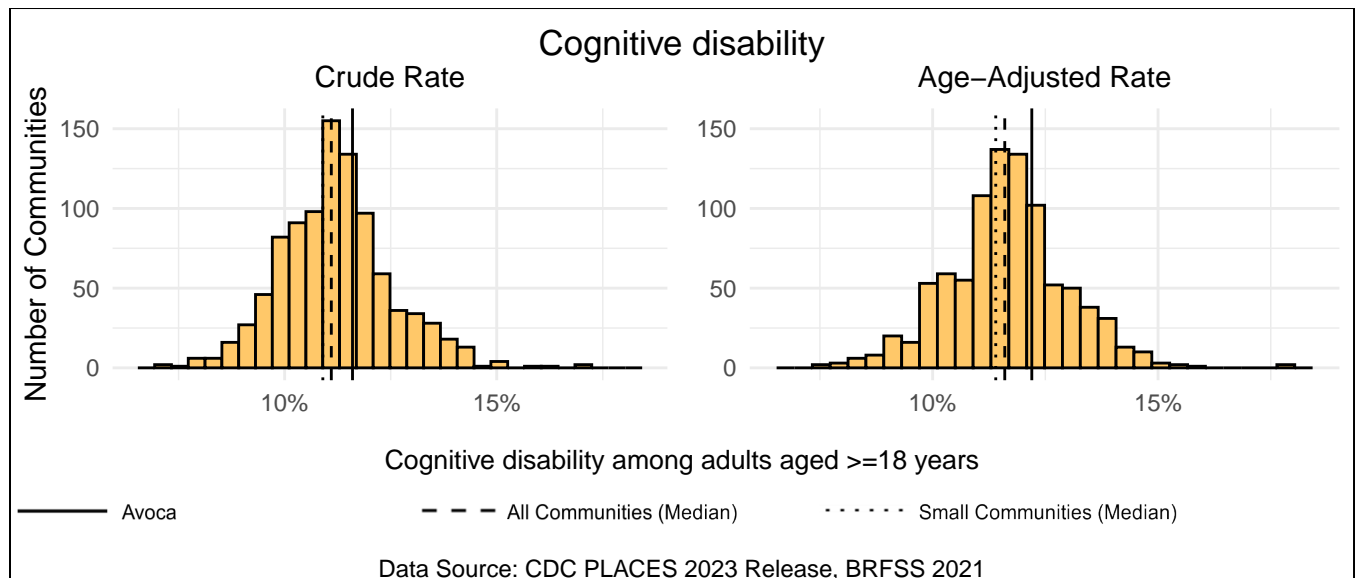 Cognitive disability
Crude Rate
Age−Adjusted Rate
Number of Communities
150
100
50
0
10%
15%
150
100
50
0
10%
15%
Cognitive disability among adults aged >=18 years
Avoca
All Communities (Median)
Small Communities (Median)
Data Source: CDC PLACES 2023 Release, BRFSS 2021